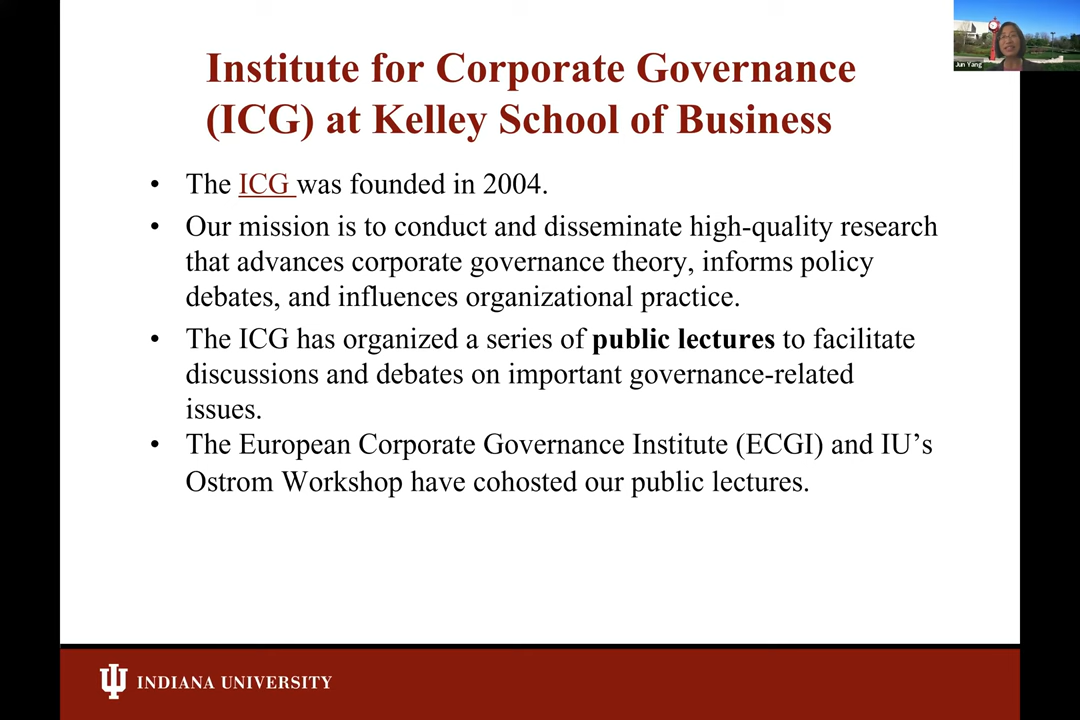 Institute for Corporate Governance
(ICG) at Kelley School of Business
Jun Yang
• The ICG was founded in 2004.
• Our mission is to conduct and disseminate high-quality research
that advances corporate governance theory, informs policy
debates, and influences organizational practice.
• The ICG has organized a series of public lectures to facilitate
discussions and debates on important governance-related
issues.
• The European Corporate Governance Institute (ECGI) and IU’s
Ostrom Workshop have cohosted our public lectures.
INDIANA UNIVERSITY